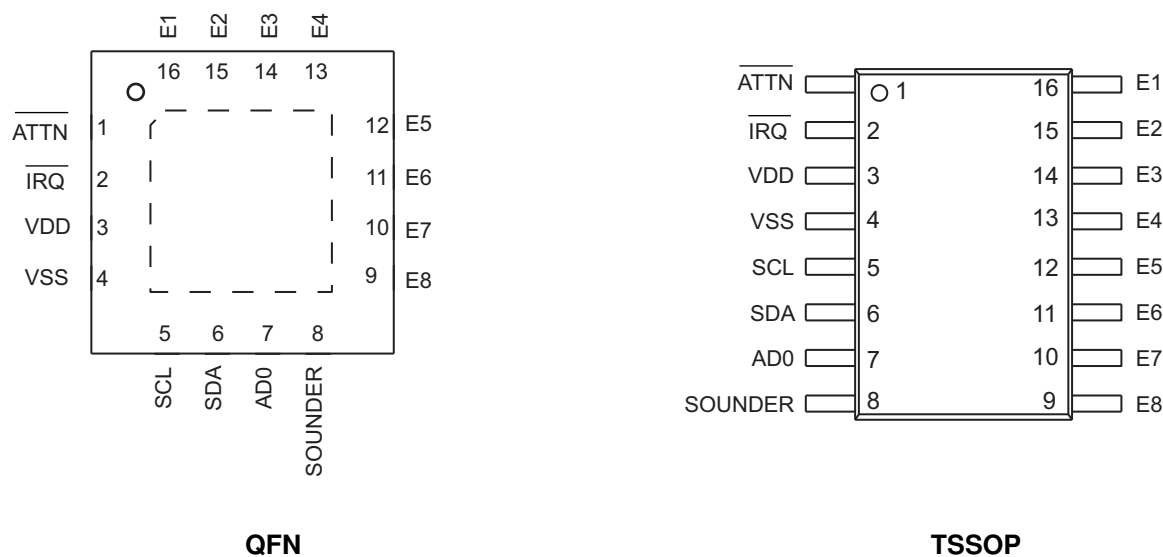 E1 E2 E3 E4
16 15 14 13
ATTN 1 12 E5
IRQ 2 11 E6
VDD 3 10 E7
VSS 4 9 E8
5 6 7 8
SCL SDA AD0 SOUNDER
QFN
ATTN 1 16 E1
IRQ 2 15 E2
VDD 3 14 E3
VSS 4 13 E4
SCL 5 12 E5
SDA 6 11 E6
AD0 7 10 E7
SOUNDER 8 9 E8
TSSOP